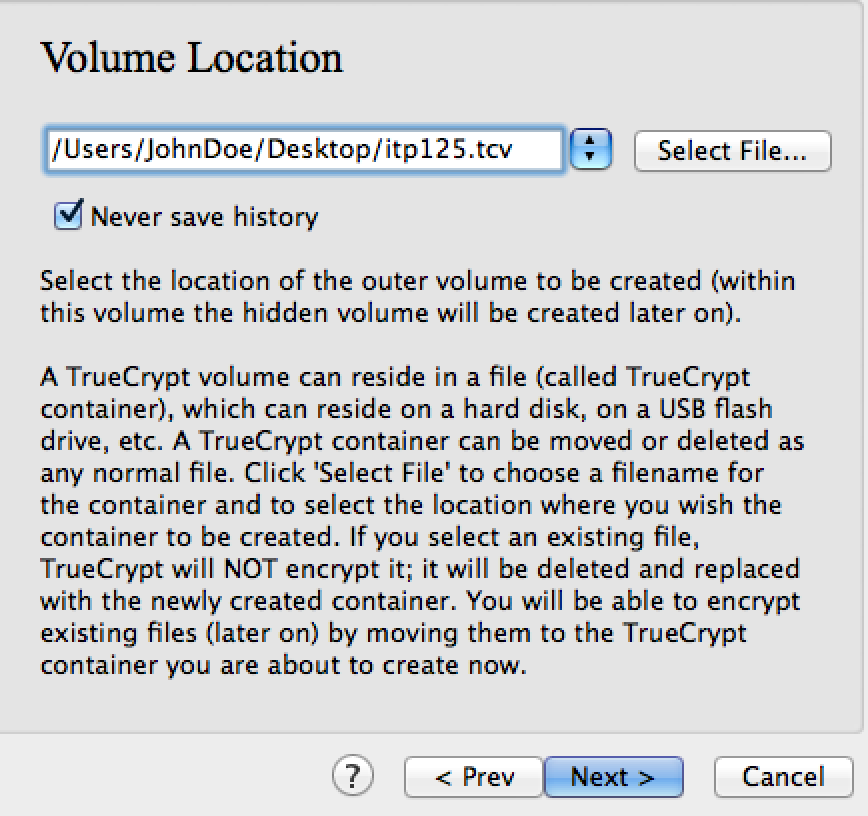 Volume Location
/Users/JohnDoe/Desktop/itp125.tcv
Select File...
Never save history
Select the location of the outer volume to be created (within
this volume the hidden volume will be created later on).
A TrueCrypt volume can reside in a file (called TrueCrypt
container), which can reside on a hard disk, on a USB flash
drive, etc. A TrueCrypt container can be moved or deleted as
any normal file. Click 'Select File' to choose a filename for
the container and to select the location where you wish the
container to be created. If you select an existing file,
TrueCrypt will NOT encrypt it; it will be deleted and replaced
with the newly created container. You will be able to encrypt
existing files (later on) by moving them to the TrueCrypt
container you are about to create now.
?
< Prev
Next >
Cancel